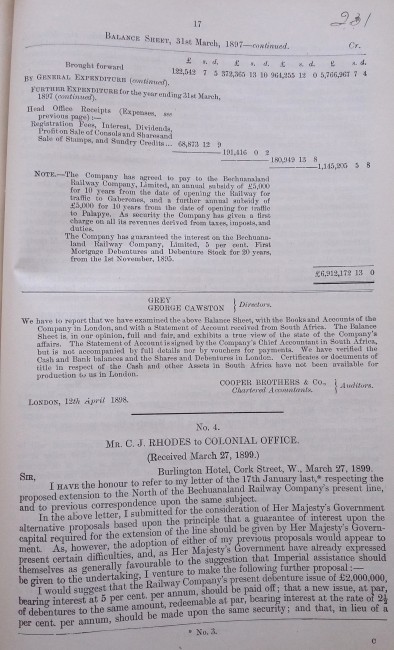 17
231
BALANCE SHEET, 31st March, 1897—continued. Cr.
£ s. d. £ s. d. £ s. d. £ s. d.
Brought forward 122,542 7 5 372,365 13 10 964,255 12 0 5,766,967 7 4
BY GENERAL EXPENDITURE (continued).
FURTHER EXPENDITURE for the year ending 31st March,
1897 (continued).
Head Office Receipts (Expenses, see
previous page) :—
Registration Fees, Interest, Dividends,
Profit on Sale of Consols and Shares and
Sale of Stamps, and Sundry Credits ... 68,873 12 9
191,416 0 2
180,949 13 8
1,145,205 5 8
NOTE.—The Company has agreed to pay to the Bechuanaland
Railway Company, Limited, an annual subsidy of £5,000
for 10 years from the date of opening the Railway for
traffic to Gaberones, and a further annual subsidy of
£5,000 for 10 years from the date of opening for traffic
to Palapye. As security the Company has given a first
charge on all its revenues derived from taxes, imposts, and
duties.
The Company has guaranteed the interest on the Bechuana-
land Railway Company, Limited, 5 per cent. First
Mortgage Debentures and Debenture Stock for 20 years,
from the 1st November, 1895.
£6,912,172 13 0
GREY
GEORGE CAWSTON } Directors.
We have to report that we have examined the above Balance Sheet, with the Books and Accounts of the
Company in London, and with a Statement of Account received from South Africa. The Balance
Sheet is, in our opinion, full and fair, and exhibits a true view of the state of the Company's
affairs. The Statement of Account is signed by the Company's Chief Accountant in South Africa,
but is not accompanied by full details nor by vouchers for payments. We have verified the
Cash and Bank balances and the Shares and Debentures in London. Certificates or documents of
title in respect of the Cash and other Assets in South Africa have not been available for
production to us in London.
COOPER BROTHERS & Co.,
Chartered Accountants. } Auditors.
LONDON, 12th April 1898.
No. 4.
MR. C. J. RHODES to COLONIAL OFFICE.
(Received March 27, 1899.)
Burlington Hotel, Cork Street, W., March 27, 1899.
SIR,
I HAVE the honour to refer to my letter of the 17th January last,* respecting the
proposed extension to the North of the Bechuanaland Railway Company's present line,
and to previous correspondence upon the same subject.
In the above letter, I submitted for the consideration of Her Majesty's Government
alternative proposals based upon the principle that a guarantee of interest upon the
capital required for the extension of the line should be given by Her Majesty's Govern-
ment. As, however, the adoption of either of my previous proposals would appear to
present certain difficulties, and, as Her Majesty's Government have already expressed
themselves as generally favourable to the suggestion that Imperial assistance should
be given to the undertaking, I venture to make the following further proposal :—
I would suggest that the Railway Company's present debenture issue of £2,000,000,
bearing interest at 5 per cent. per annum, should be paid off; that a new issue, at par,
of debentures to the same amount, redeemable at par, bearing interest at the rate of 2½
per cent. per annum, should be made upon the same security; and that, in lieu of a
* No. 3.
C